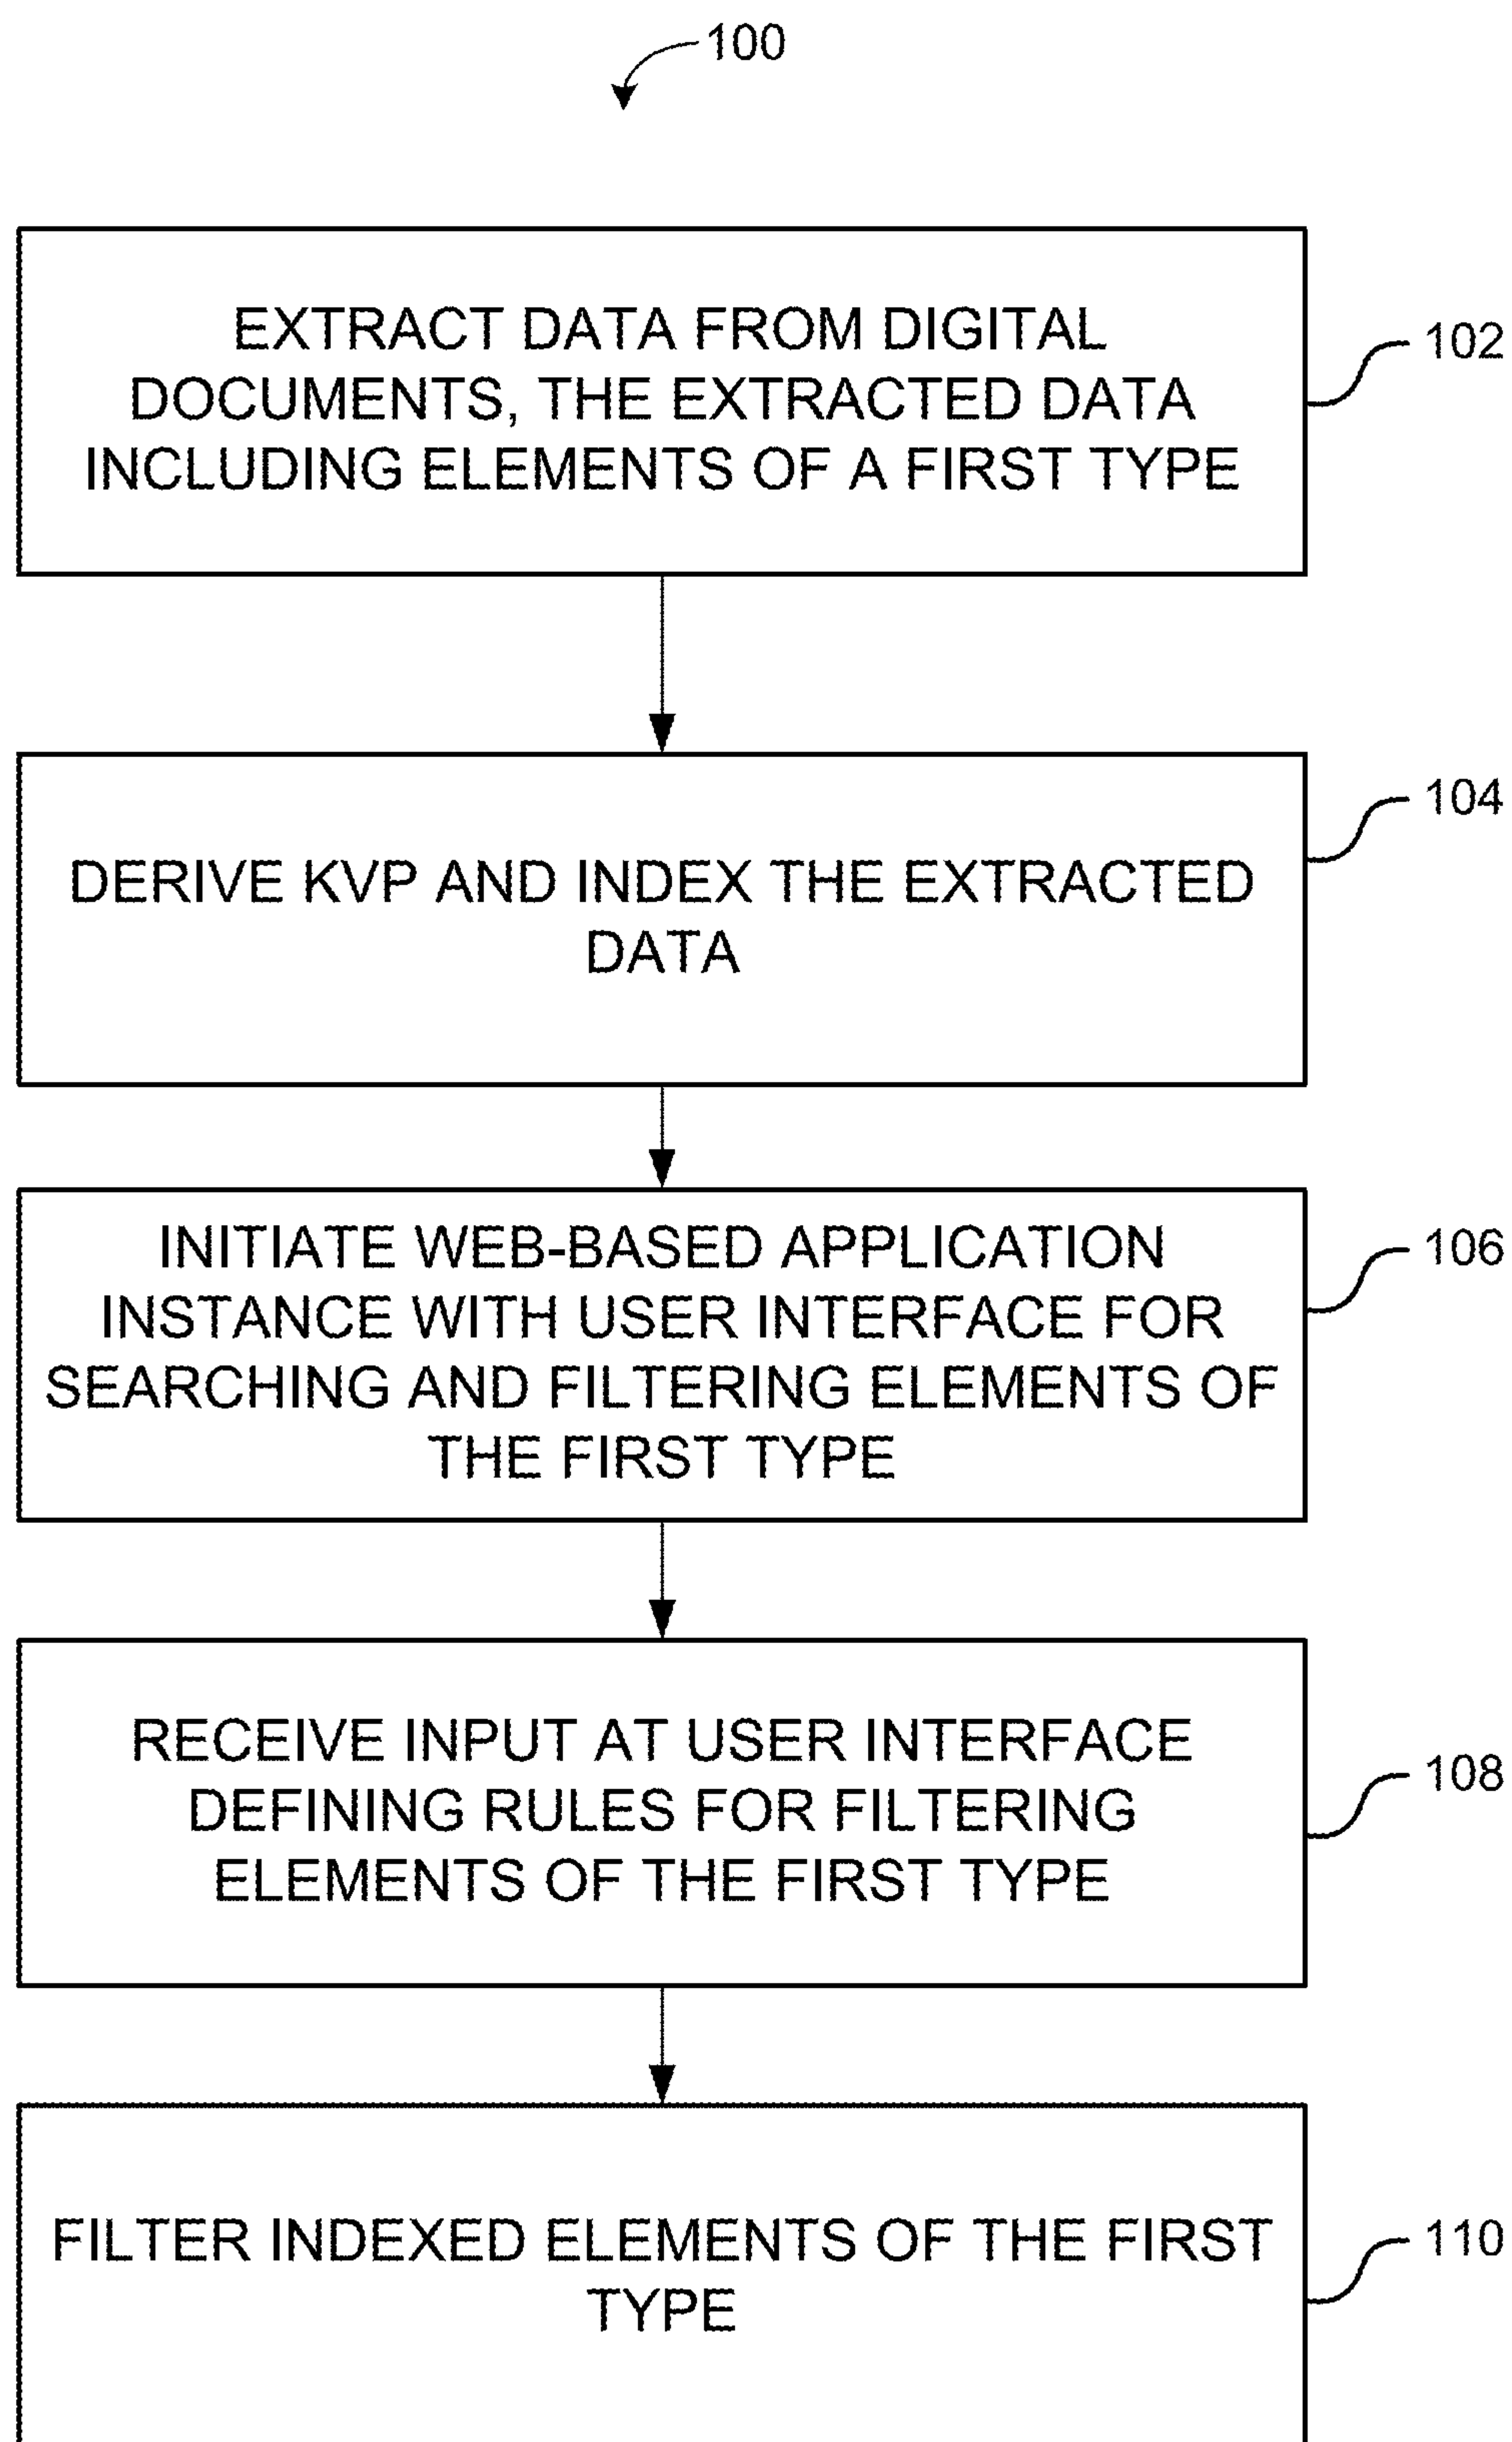 100
EXTRACT DATA FROM DIGITAL
DOCUMENTS, THE EXTRACTED DATA
INCLUDING ELEMENTS OF A FIRST TYPE
102
DERIVE KVP AND INDEX THE EXTRACTED
DATA
104
INITIATE WEB-BASED APPLICATION
INSTANCE WITH USER INTERFACE FOR
SEARCHING AND FILTERING ELEMENTS OF
THE FIRST TYPE
106
RECEIVE INPUT AT USER INTERFACE
DEFINING RULES FOR FILTERING
ELEMENTS OF THE FIRST TYPE
108
FILTER INDEXED ELEMENTS OF THE FIRST
TYPE
110